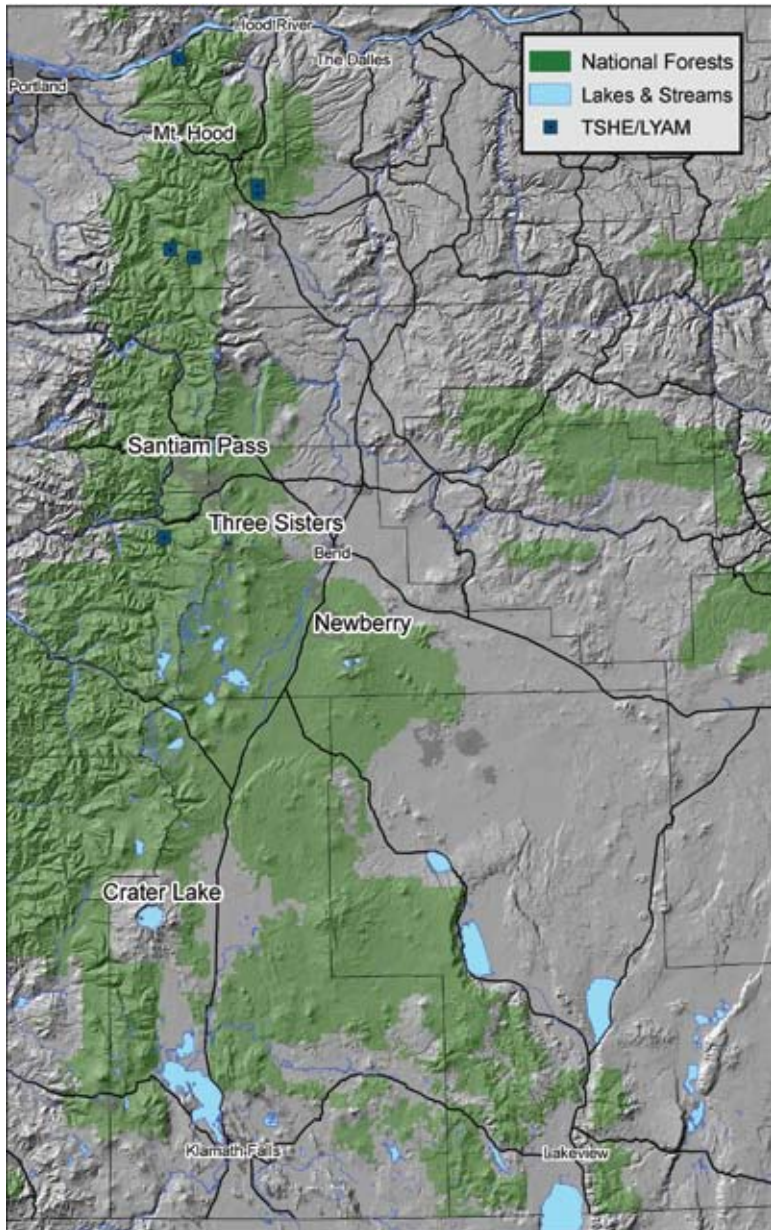 Hood River
The Dalles
Portland
Mt. Hood
National Forests
Lakes & Streams
TSHE/LYAM
Santiam Pass
Three Sisters
Bend
Newberry
Crater Lake
Klamath Falls
Lakeview